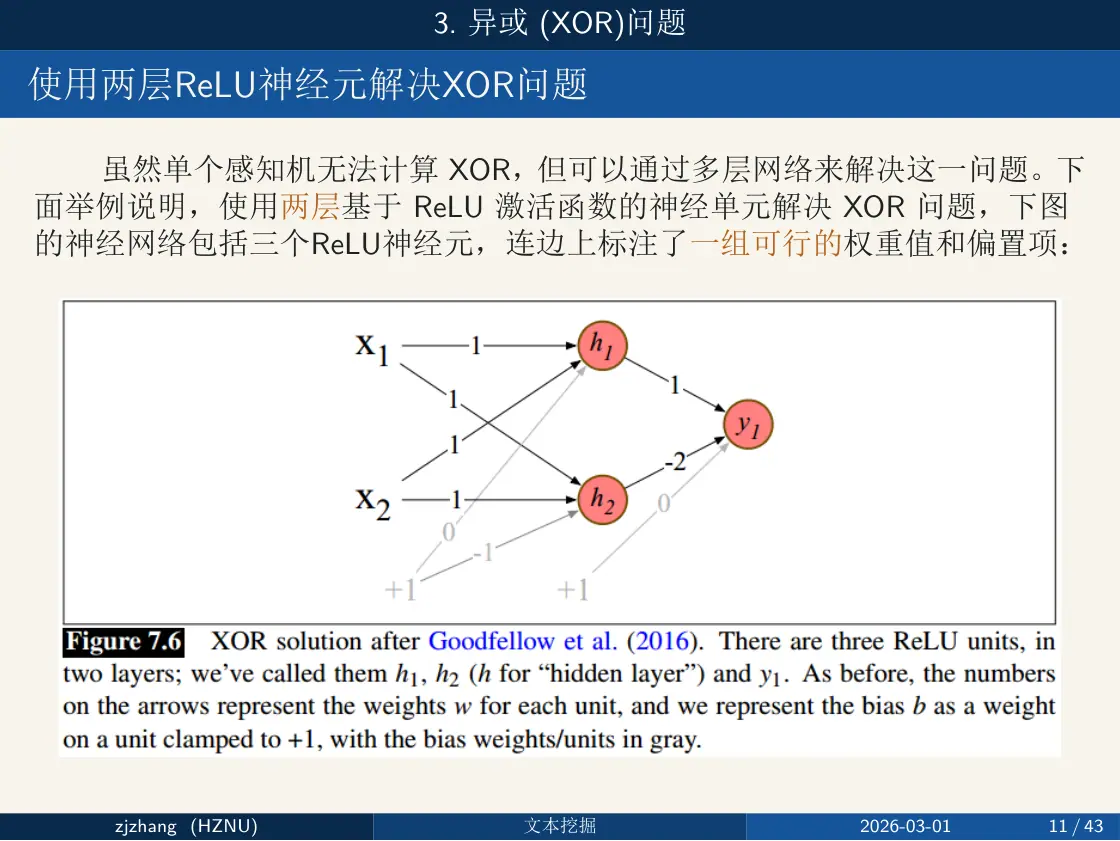 3. 异或 (XOR)问题
使用两层ReLU神经元解决XOR问题
虽然单个感知机无法计算 XOR，但可以通过多层网络来解决这一问题。下
面举例说明，使用两层基于 ReLU 激活函数的神经单元解决 XOR 问题，下图
的神经网络包括三个ReLU神经元，连边上标注了一组可行的权重值和偏置项：
x1
1
h1
1
1
y1
1
-2
x2
1
h2
0
0
-1
+1
+1
Figure 7.6 XOR solution after Goodfellow et al. (2016). There are three ReLU units, in
two layers; we've called them h1, h2 (h for “hidden layer”) and y1. As before, the numbers
on the arrows represent the weights w for each unit, and we represent the bias b as a weight
on a unit clamped to +1, with the bias weights/units in gray.
zjzhang (HZNU)
文本挖掘
2026-03-01
11 / 43